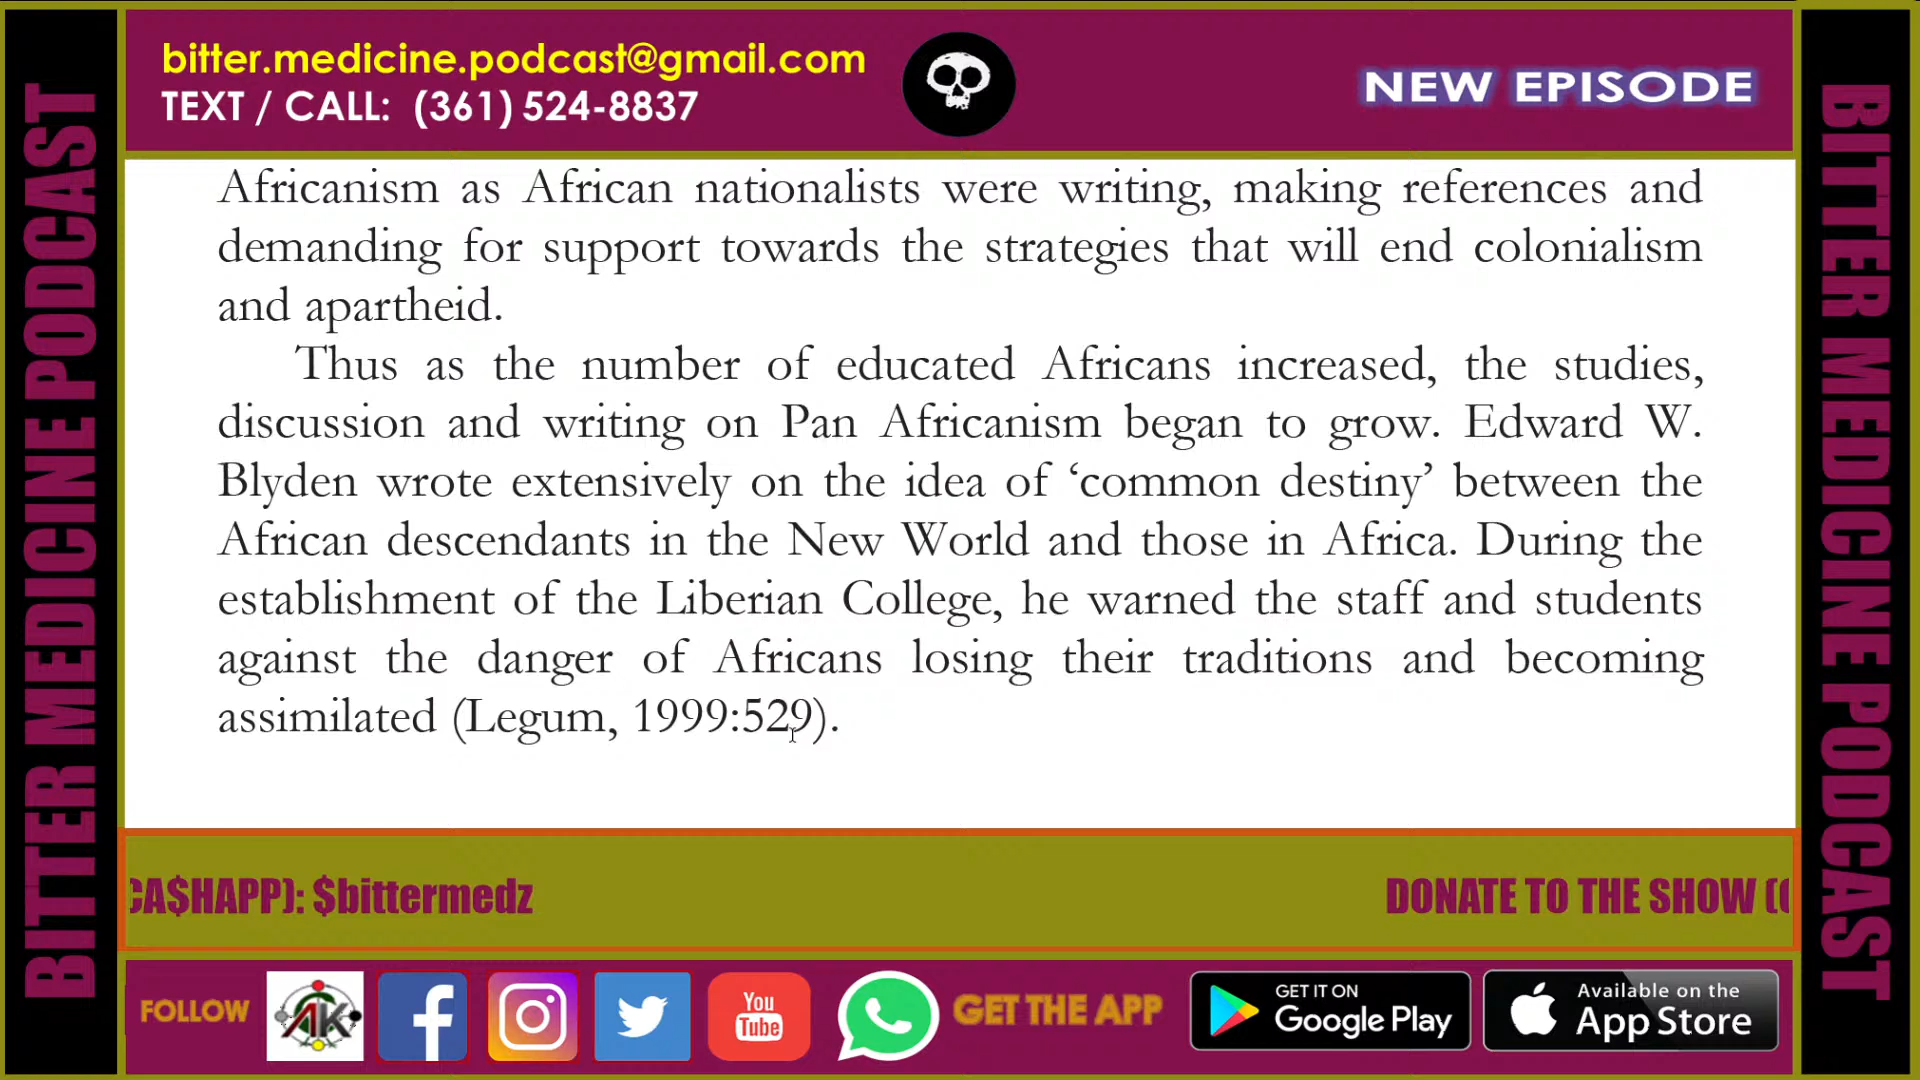 BITTER MEDICINE PODCAST
bitter.medicine.podcast@gmail.com
TEXT / CALL: (361) 524-8837
NEW EPISODE
Africanism as African nationalists were writing, making references and
demanding for support towards the strategies that will end colonialism
and apartheid.
Thus as the number of educated Africans increased, the studies,
discussion and writing on Pan Africanism began to grow. Edward W.
Blyden wrote extensively on the idea of ‘common destiny’ between the
African descendants in the New World and those in Africa. During the
establishment of the Liberian College, he warned the staff and students
against the danger of Africans losing their traditions and becoming
assimilated (Legum, 1999:529).
CA$HAPP): $bittermedz
DONATE TO THE SHOW (
FOLLOW
AK
f
You
Tube
GET THE APP
GET IT ON
Google Play
Available on the
App Store
BITTER MEDICINE PODCAST